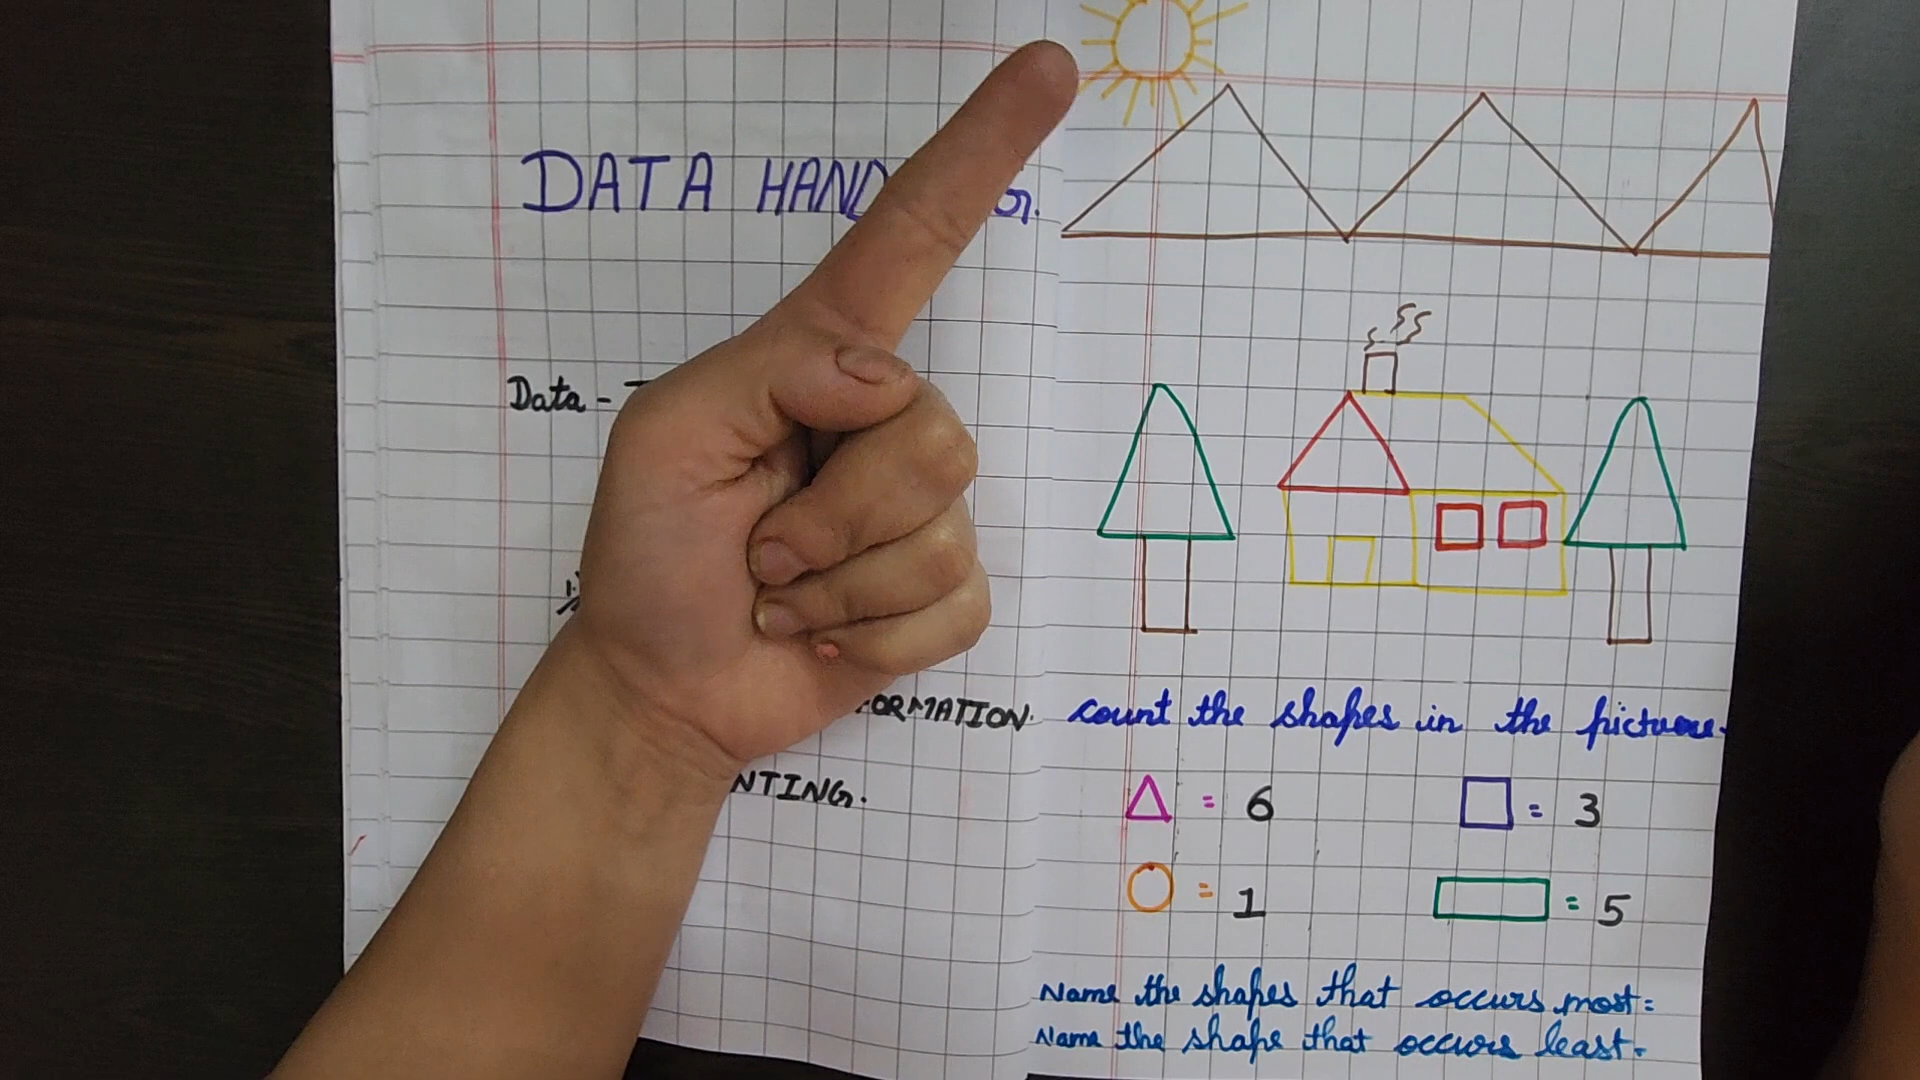 DATA
Data -
ORMATION.
NTING.
count the shapes in the picture.
△ = 6 □ = 3
○ = 1 ▭ = 5
Name the shapes that occurs most:
Name the shape that occurs least.